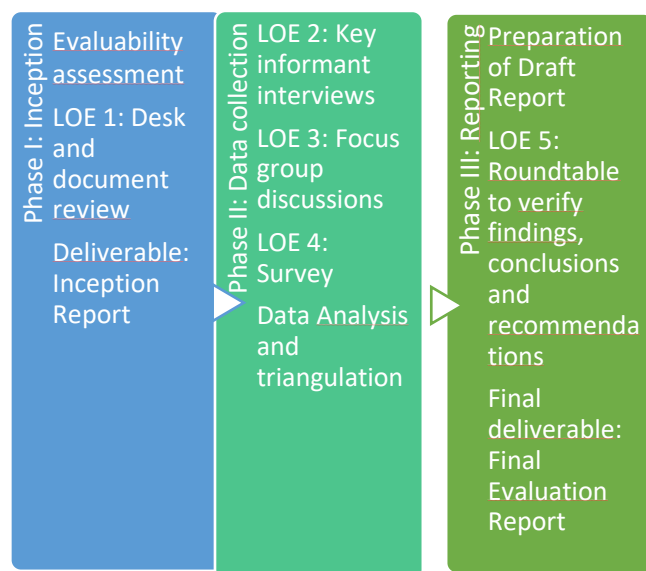 Phase I: Inception
Evaluability
assessment
LOE 1: Desk
and
document
review
Deliverable:
Inception
Report
Phase II: Data collection
LOE 2: Key
informant
interviews
LOE 3: Focus
group
discussions
LOE 4:
Survey
Data Analysis
and
triangulation
Phase III: Reporting
Preparation
of Draft
Report
LOE 5:
Roundtable
to verify
findings,
conclusions
and
recommenda
tions
Final
deliverable:
Final
Evaluation
Report